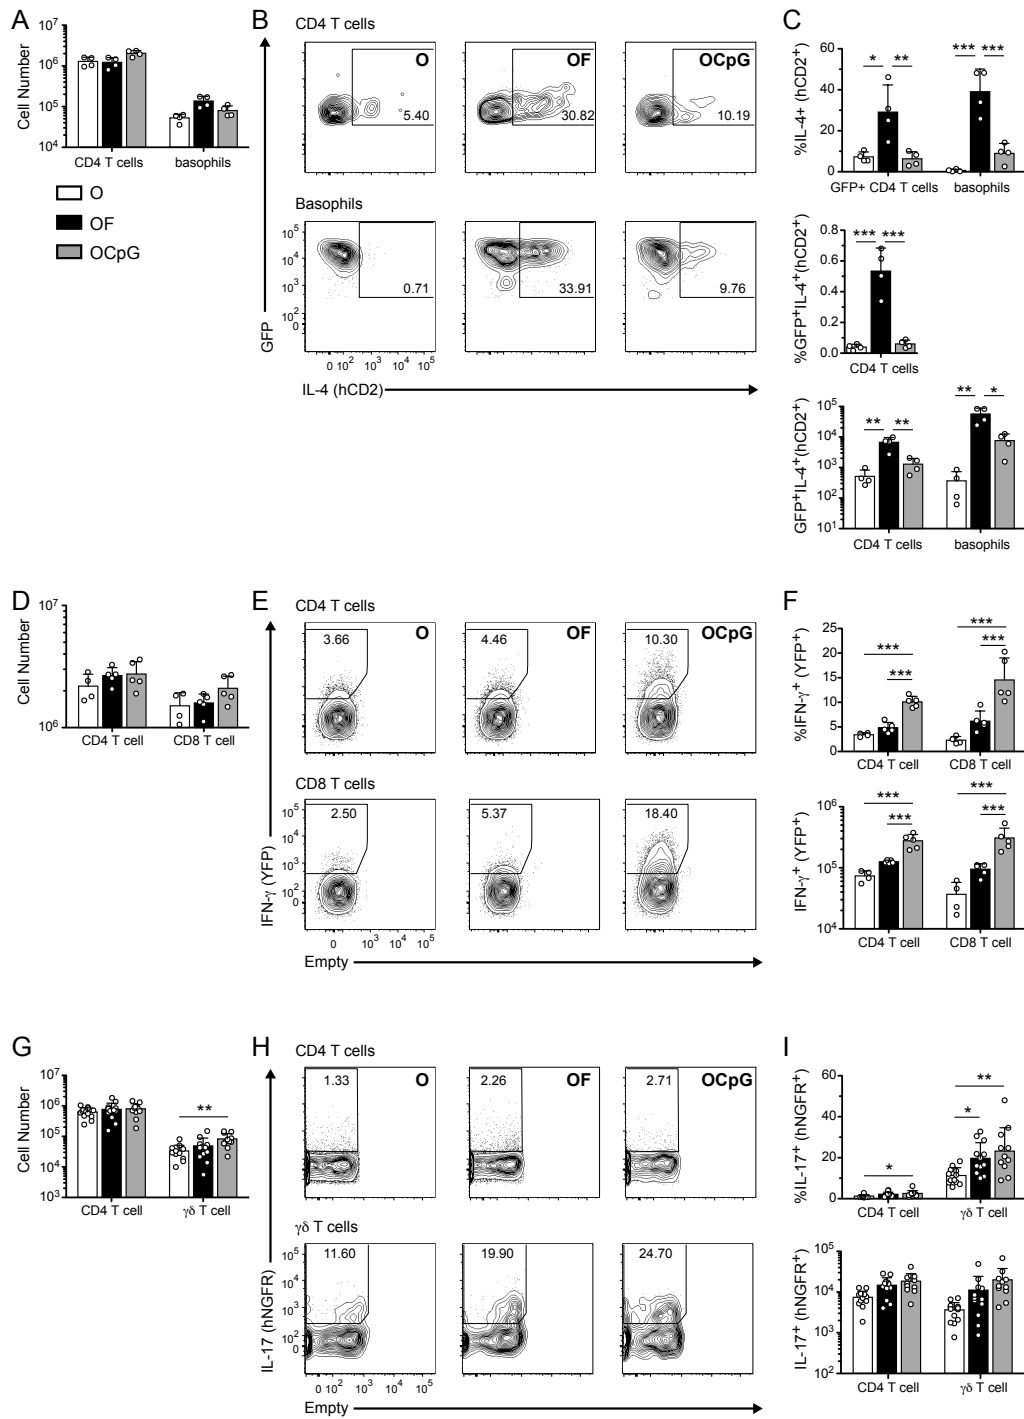 A
Cell Number
10⁷
10⁶
10⁵
10⁴
CD4 T cells basophils
O
OF
OCpG
B
CD4 T cells
O OF OCpG
5.40 30.82 10.19
Basophils
10⁵
10⁴
10³
10²
0
0.71 33.91 9.76
0 10² 10³ 10⁴ 10⁵
GFP
IL-4 (hCD2)
C
%IL-4+ (hCD2+)
60
40
20
0
* ** *** ***
GFP+ CD4 T cells basophils
%GFP⁺IL-4⁺(hCD2⁺)
0.8
0.6
0.4
0.2
0.0
*** ***
CD4 T cells
GFP⁺IL-4⁺(hCD2⁺)
10⁵
10⁴
10³
10²
10¹
** ** ** *
CD4 T cells basophils
D
Cell Number
10⁷
10⁶
CD4 T cell CD8 T cell
E
CD4 T cells
O OF OCpG
3.66 4.46 10.30
CD8 T cells
2.50 5.37 18.40
10⁵
10⁴
10³
10²
0
0 10³ 10⁴ 10⁵
IFN-γ (YFP)
Empty
F
%IFN-γ⁺ (YFP⁺)
25
20
15
10
5
0
*** *** *** ***
CD4 T cell CD8 T cell
IFN-γ⁺ (YFP⁺)
10⁶
10⁵
10⁴
*** *** *** ***
CD4 T cell CD8 T cell
G
Cell Number
10⁷
10⁶
10⁵
10⁴
10³
**
CD4 T cell γδ T cell
H
CD4 T cells
O OF OCpG
1.33 2.26 2.71
γδ T cells
11.60 19.90 24.70
10⁵
10⁴
10³
10²
0
0 10² 10³ 10⁴ 10⁵
IL-17 (hNGFR)
Empty
I
%IL-17⁺ (hNGFR⁺)
60
40
20
0
* * **
CD4 T cell γδ T cell
IL-17⁺ (hNGFR⁺)
10⁵
10⁴
10³
10²
CD4 T cell γδ T cell